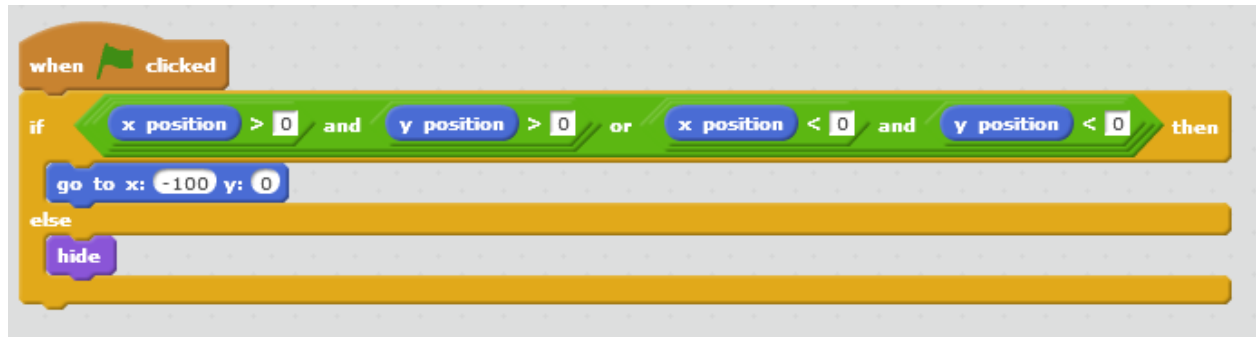 when clicked
if x position > 0 and y position > 0 or x position < 0 and y position < 0 then
go to x: -100 y: 0
else
hide